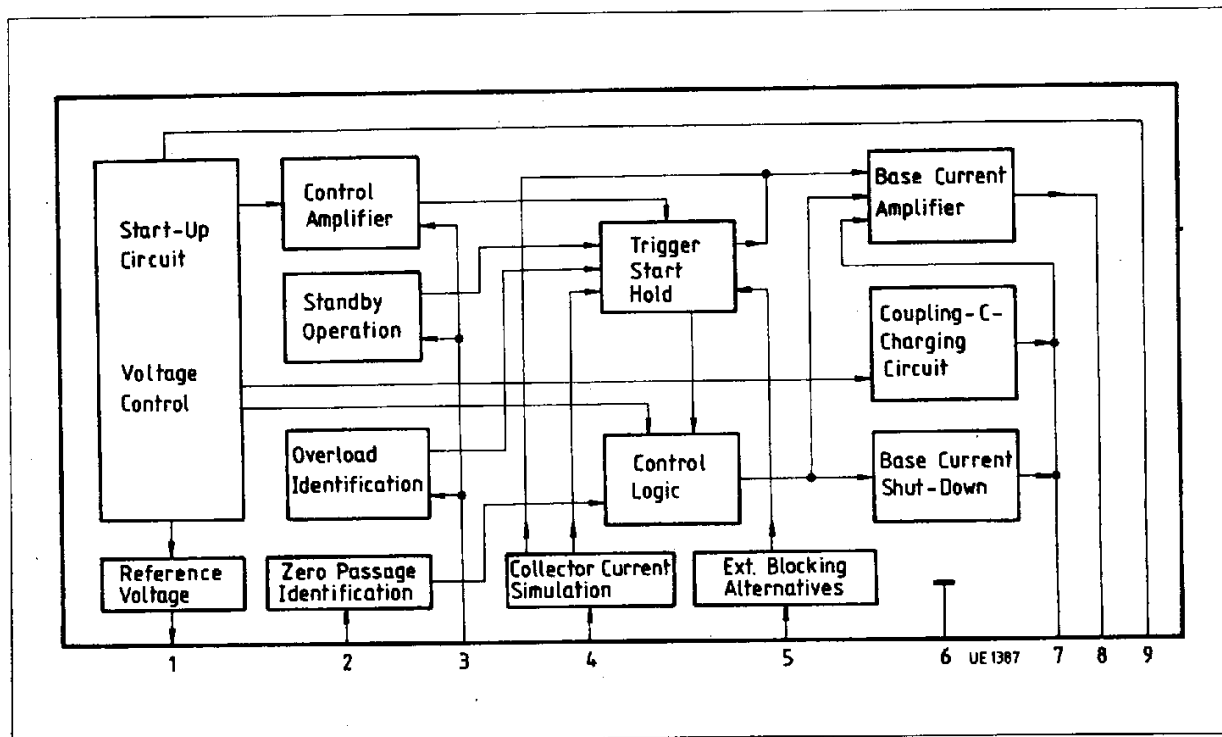 Start-Up
Circuit
Voltage
Control
Control
Amplifier
Standby
Operation
Overload
Identification
Trigger
Start
Hold
Control
Logic
Base Current
Amplifier
Coupling-C-
Charging
Circuit
Base Current
Shut-Down
Reference
Voltage
Zero Passage
Identification
Collector Current
Simulation
Ext. Blocking
Alternatives
1 2 3 4 5 6 UE1387 7 8 9